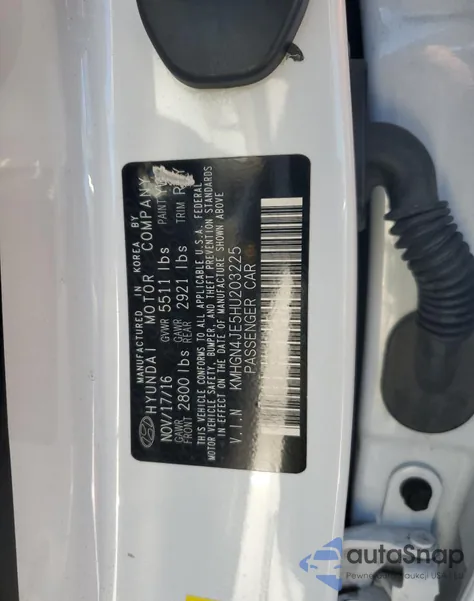 MANUFACTURED IN KOREA BY
HYUNDAI MOTOR COMPANY
NOV/17/16 GVWR 5511 lbs PAINT
GAWR FRONT 2800 lbs GAWR REAR 2921 lbs TRIM
THIS VEHICLE CONFORMS TO ALL APPLICABLE U.S.A. FEDERAL
MOTOR VEHICLE SAFETY, BUMPER, AND THEFT PREVENTION STANDARDS
IN EFFECT ON THE DATE OF MANUFACTURE SHOWN ABOVE
V.I.N KMHGN4JE5HU203225
PASSENGER CAR
autoSnap